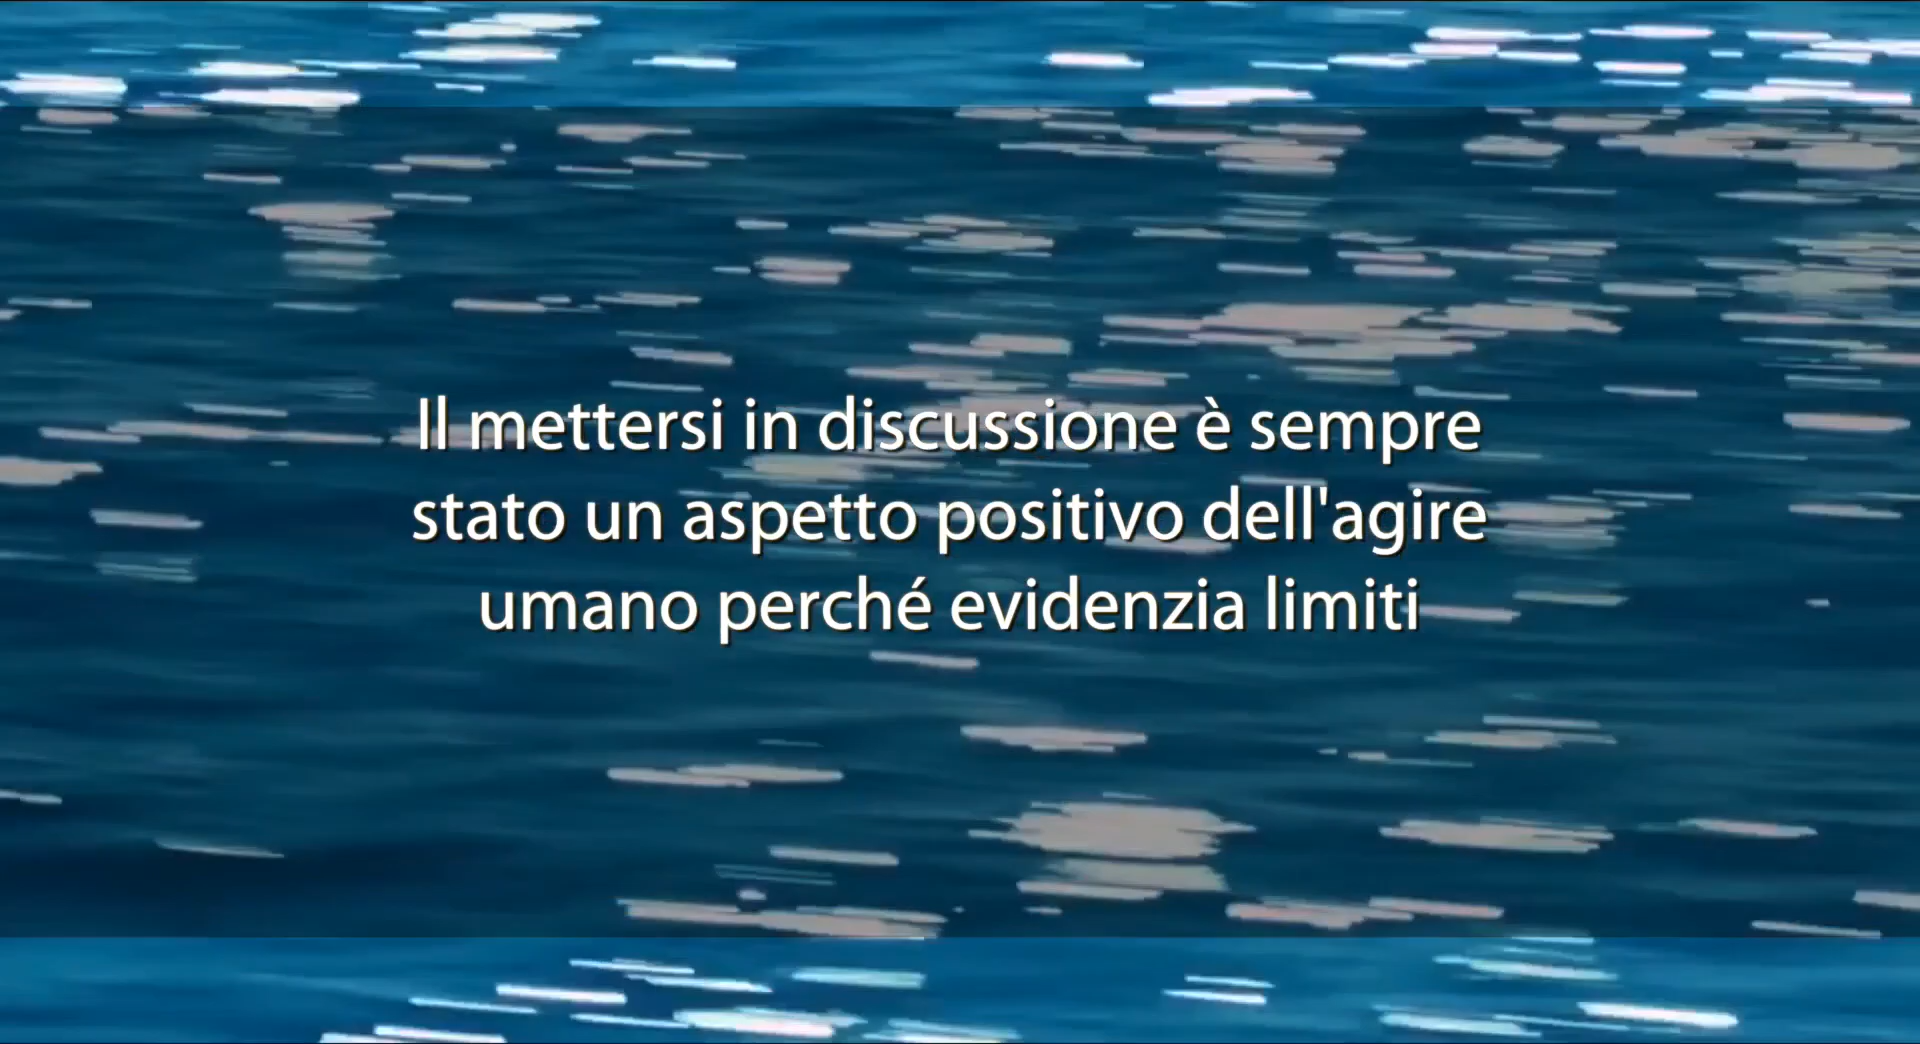 Il mettersi in discussione è sempre
stato un aspetto positivo dell'agire
umano perché evidenzia limiti